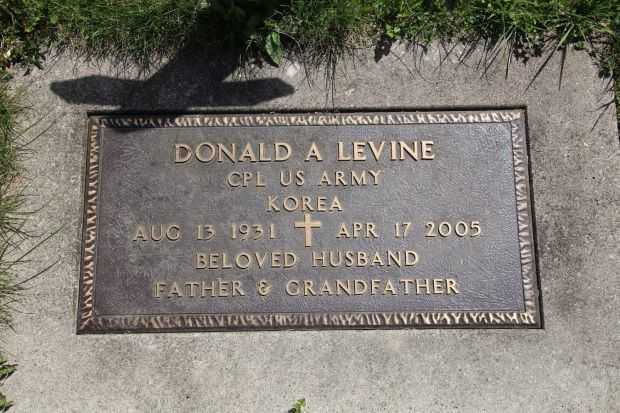 DONALD A LEVINE
CPL US ARMY
KOREA
AUG 13 1931 APR 17 2005
BELOVED HUSBAND
FATHER & GRANDFATHER